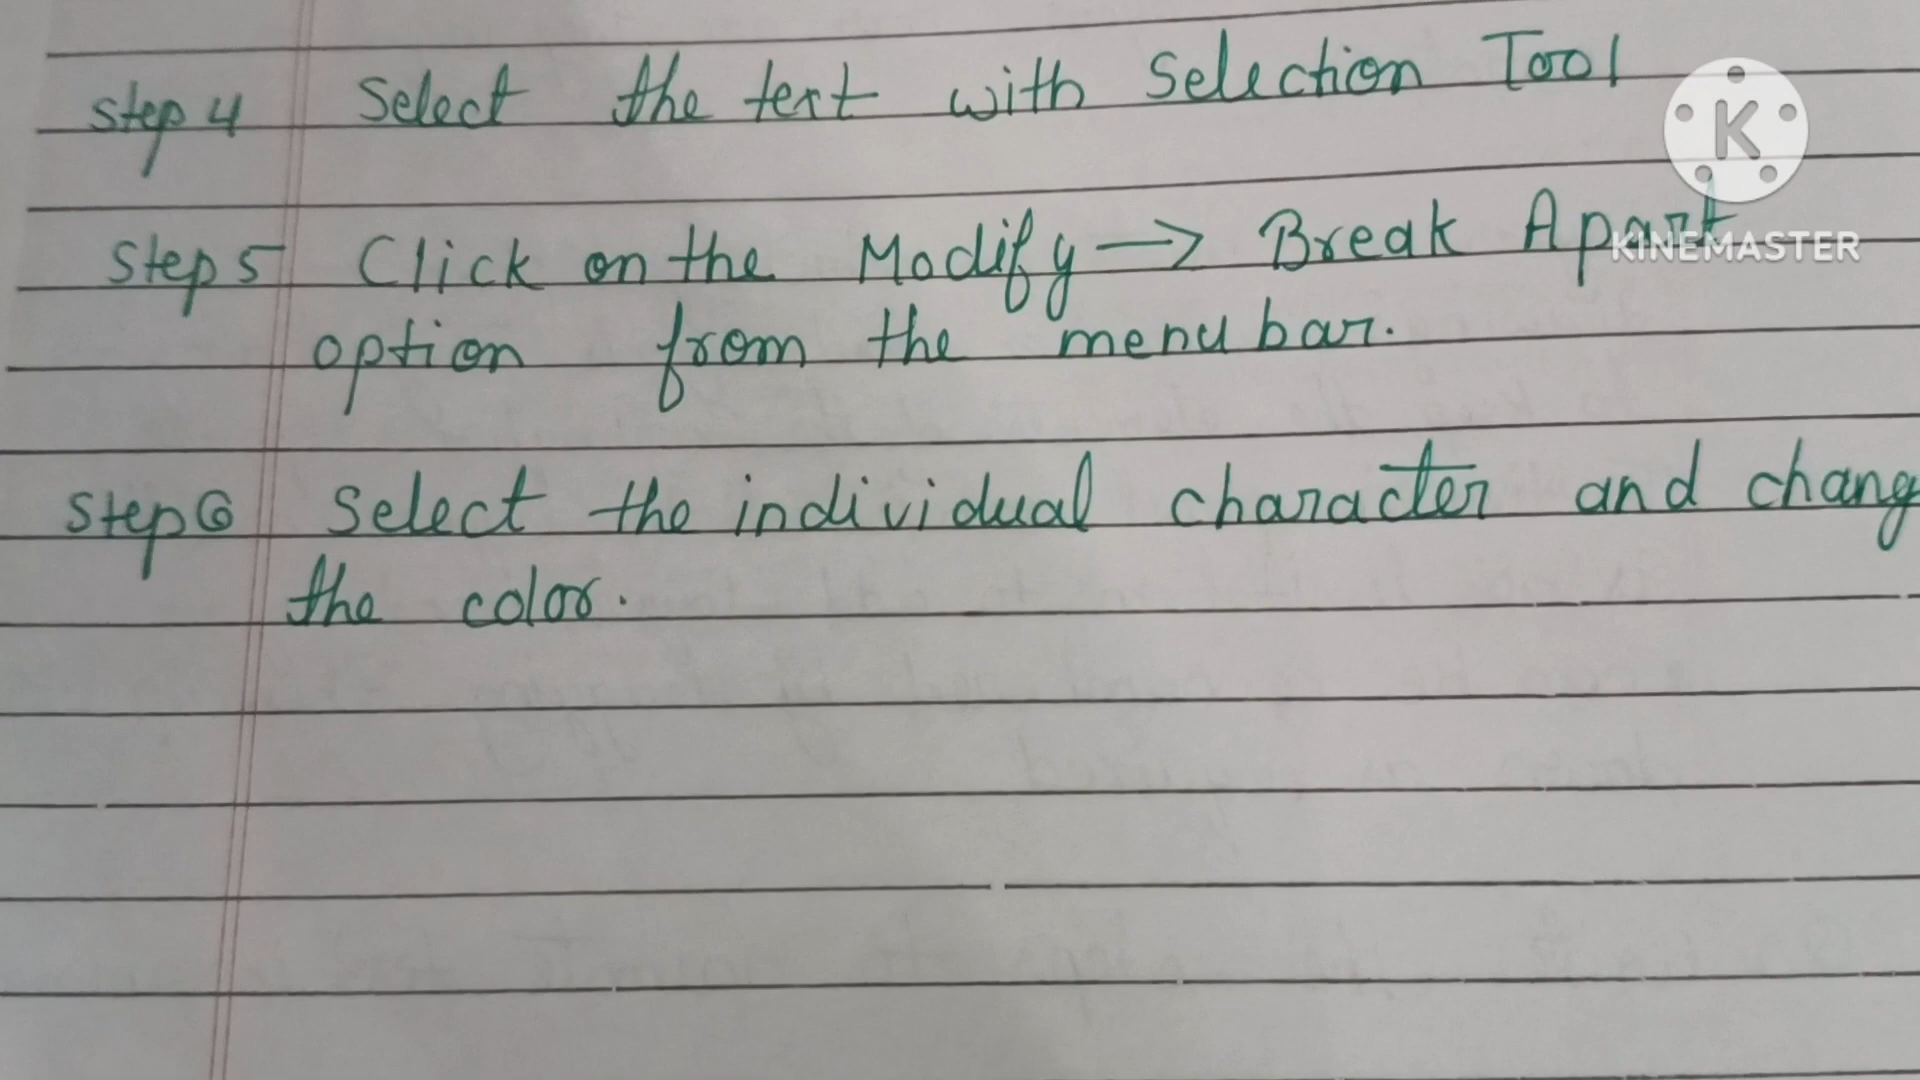 Step 4 Select the text with Selection Tool
Step 5 Click on the Modify → Break Apart
option from the menu bar.
Step 6 Select the individual character and chang
the color.
K
KINEMASTER